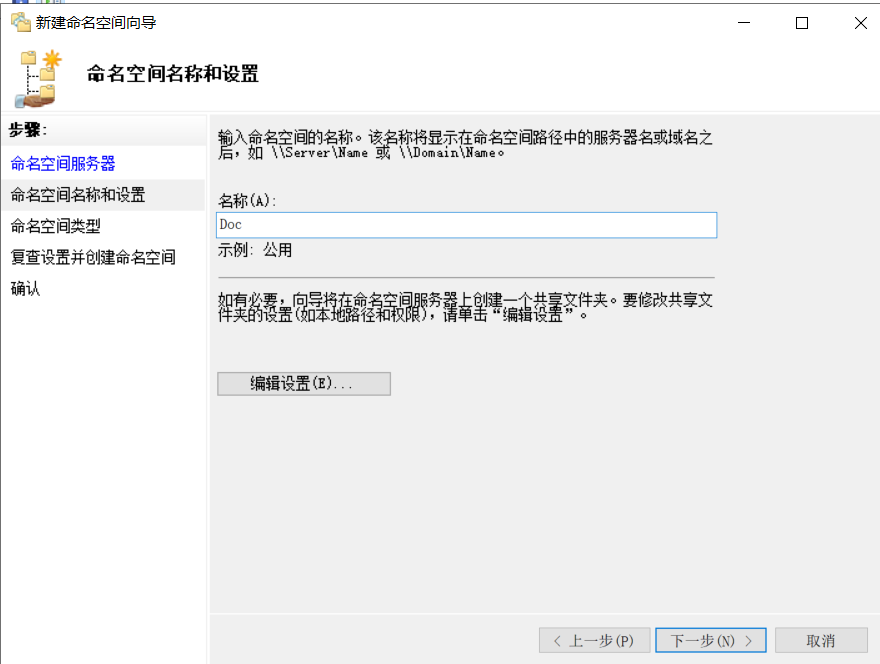 新建命名空间向导
命名空间名称和设置
步骤:
命名空间服务器
命名空间名称和设置
命名空间类型
复查设置并创建命名空间
确认
输入命名空间的名称。该名称将显示在命名空间路径中的服务器名或域名之
后，如 \\Server\Name 或 \\Domain\Name。
名称(A):
Doc
示例: 公用
如有必要，向导将在命名空间服务器上创建一个共享文件夹。要修改共享文
件夹的设置(如本地路径和权限)，请单击“编辑设置”。
编辑设置(E)...
< 上一步(P)
下一步(N) >
取消